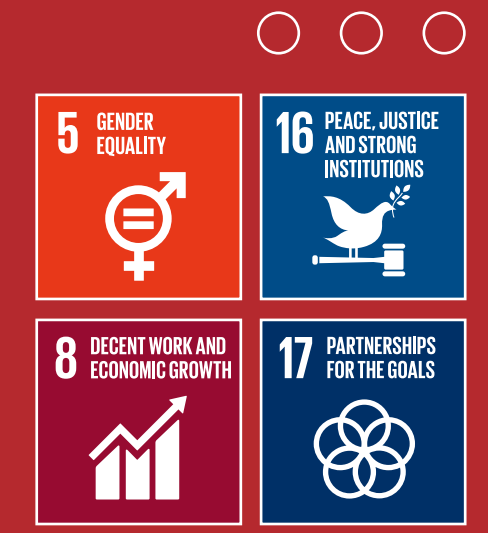 5 GENDER
EQUALITY
16 PEACE, JUSTICE
AND STRONG
INSTITUTIONS
8 DECENT WORK AND
ECONOMIC GROWTH
17 PARTNERSHIPS
FOR THE GOALS